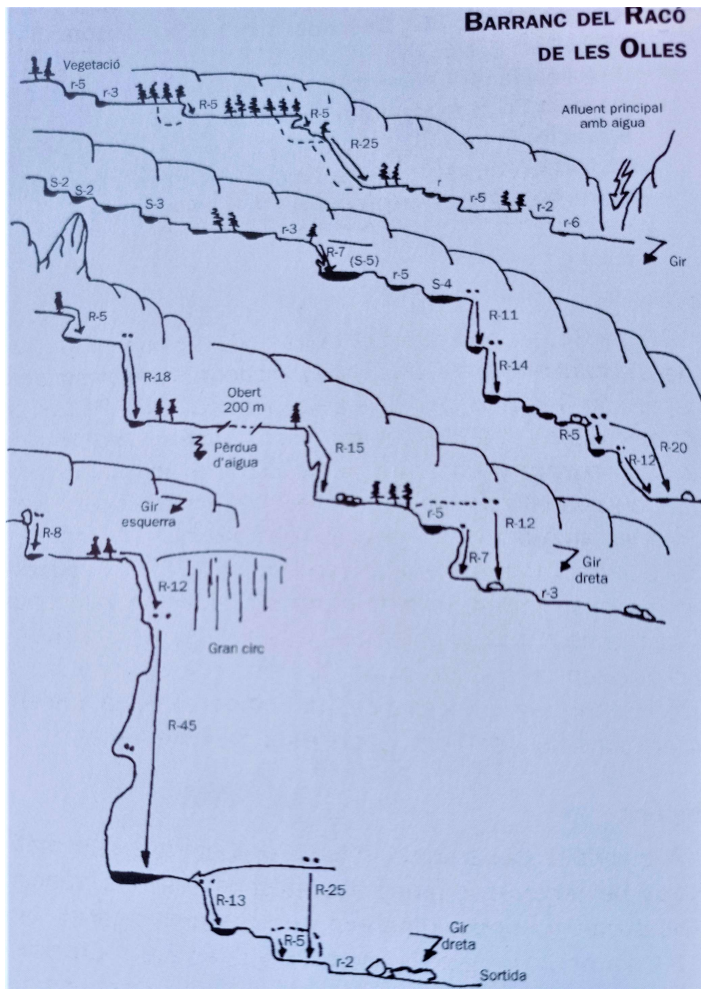 BARRANC DEL RACÓ
DE LES OLLES
Vegetació
r-5
r-3
R-5
R-5
R-25
Afluent principal
amb aigua
r
r-5
r-2
r-6
Gir
S-2
S-2
S-3
r-3
R-7
(S-5)
r-5
S-4
R-11
R-14
R-5
R-12
R-20
R-5
R-18
Obert
200 m
Pèrdua
d'aigua
R-15
r-5
R-7
R-12
Gir
dreta
r-3
Gir
esquerra
R-8
R-12
Gran circ
R-45
R-13
R-25
R-5
r-2
Gir
dreta
Sortida